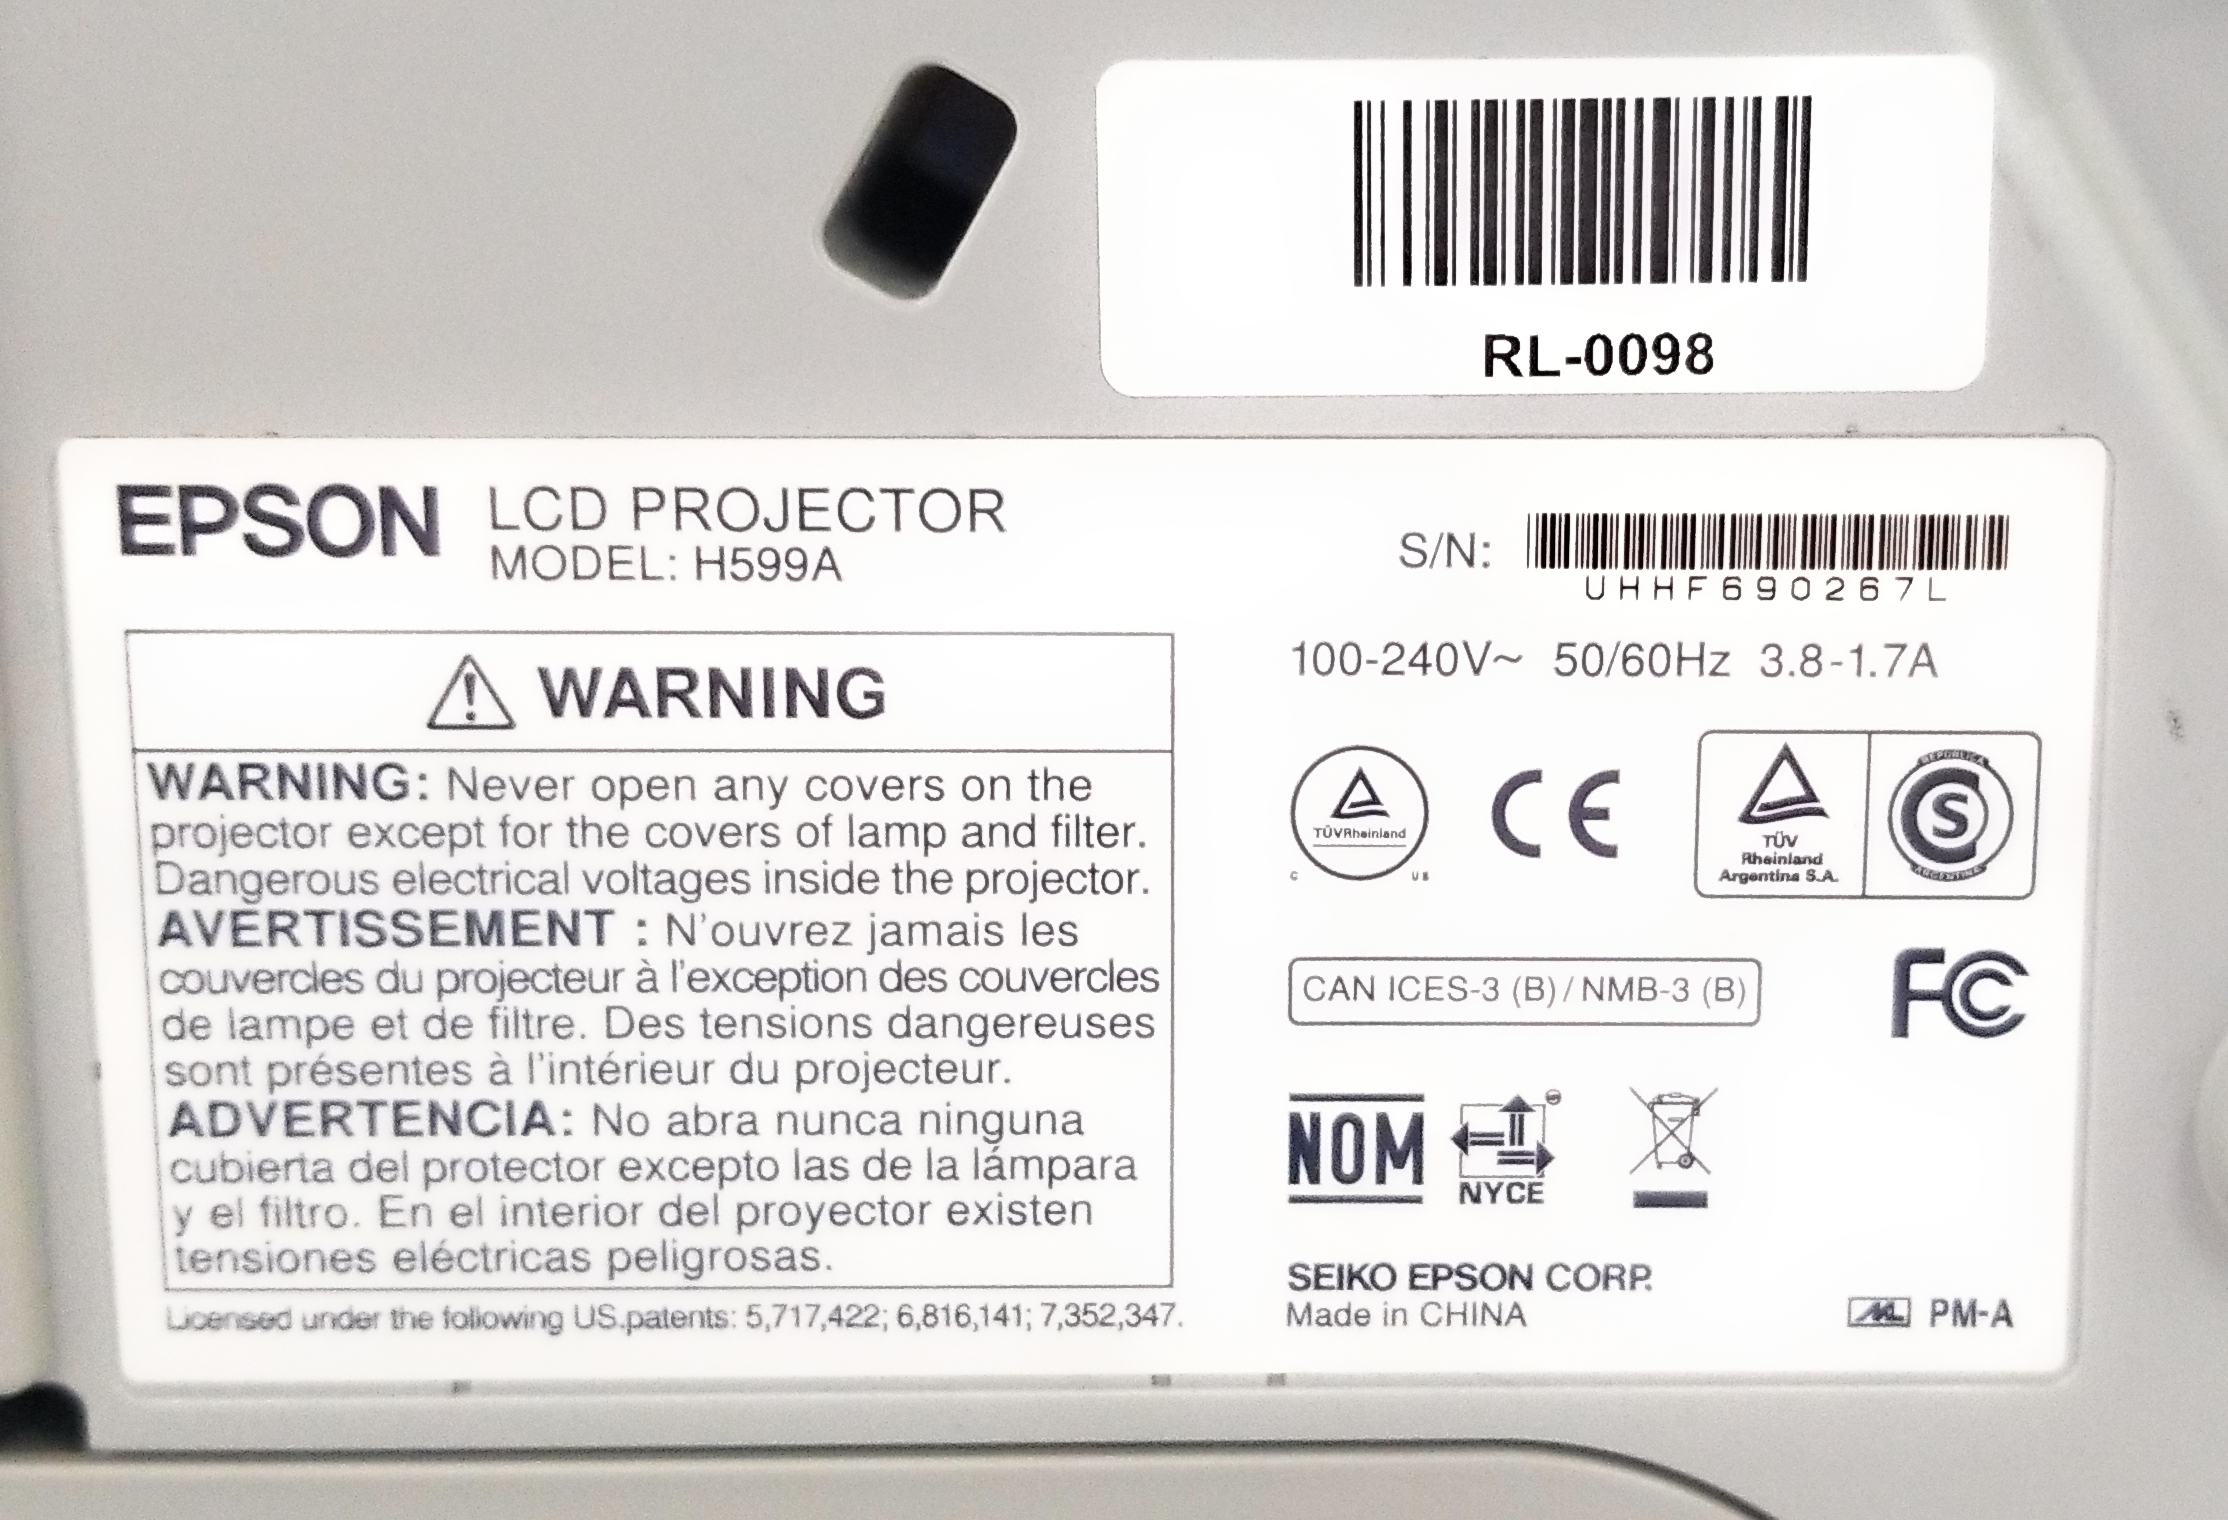 RL-0098
EPSON LCD PROJECTOR
MODEL: H599A
S/N:
UHHF690267L
100-240V~ 50/60Hz 3.8-1.7A
WARNING
WARNING: Never open any covers on the
projector except for the covers of lamp and filter.
Dangerous electrical voltages inside the projector.
AVERTISSEMENT : N'ouvrez jamais les
couvercles du projecteur à l'exception des couvercles
de lampe et de filtre. Des tensions dangereuses
sont présentes à l'intérieur du projecteur.
ADVERTENCIA: No abra nunca ninguna
cubierta del protector excepto las de la lámpara
y el filtro. En el interior del proyector existen
tensiones eléctricas peligrosas.
Licensed under the following US.patents: 5,717,422; 6,816,141; 7,352,347.
TÜVRheinland
C US
CE
TÜV
Rheinland
Argentina S.A.
REPUBLICA
S
ARGENTINA
CAN ICES-3 (B) / NMB-3 (B)
FC
NOM
NYCE
SEIKO EPSON CORP.
Made in CHINA
PM-A